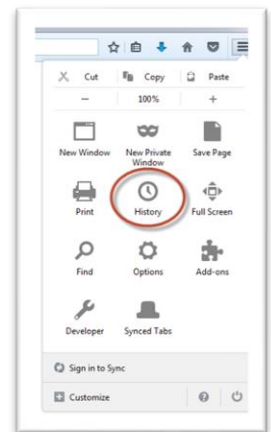 Cut Copy Paste
− 100% +
New Window New Private Save Page
Window
Print History Full Screen
Find Options Add-ons
Developer Synced Tabs
Sign in to Sync
Customize